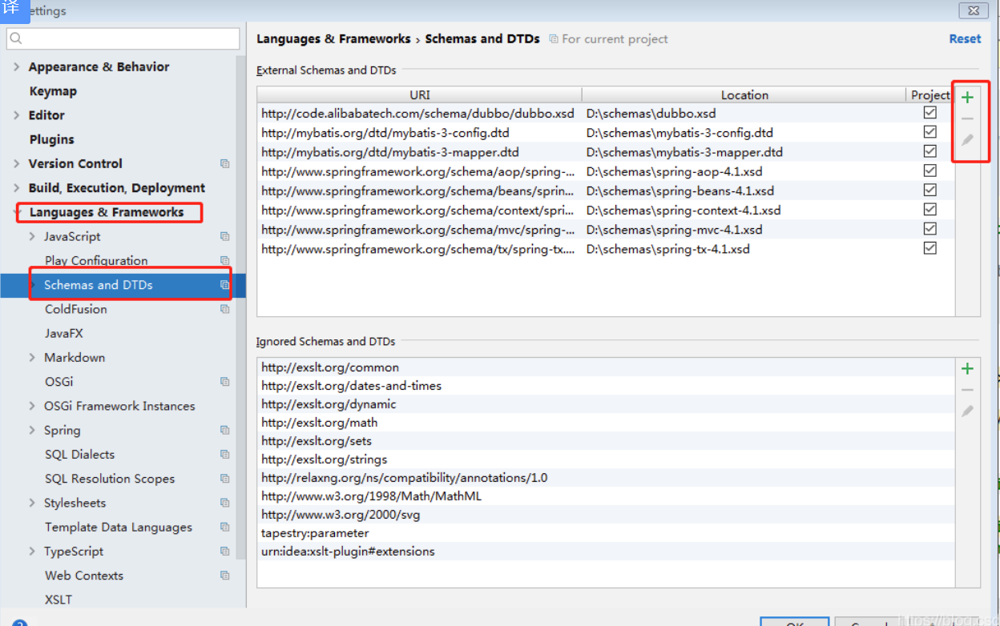 译
ettings
Languages & Frameworks › Schemas and DTDs For current project Reset
Appearance & Behavior
Keymap
Editor
Plugins
Version Control
Build, Execution, Deployment
Languages & Frameworks
JavaScript
Play Configuration
Schemas and DTDs
ColdFusion
JavaFX
Markdown
OSGi
OSGi Framework Instances
Spring
SQL Dialects
SQL Resolution Scopes
Stylesheets
Template Data Languages
TypeScript
Web Contexts
XSLT
External Schemas and DTDs
URI Location Project
http://code.alibabatech.com/schema/dubbo/dubbo.xsd D:\schemas\dubbo.xsd
http://mybatis.org/dtd/mybatis-3-config.dtd D:\schemas\mybatis-3-config.dtd
http://mybatis.org/dtd/mybatis-3-mapper.dtd D:\schemas\mybatis-3-mapper.dtd
http://www.springframework.org/schema/aop/spring-... D:\schemas\spring-aop-4.1.xsd
http://www.springframework.org/schema/beans/sprin... D:\schemas\spring-beans-4.1.xsd
http://www.springframework.org/schema/context/spri... D:\schemas\spring-context-4.1.xsd
http://www.springframework.org/schema/mvc/spring-... D:\schemas\spring-mvc-4.1.xsd
http://www.springframework.org/schema/tx/spring-tx.... D:\schemas\spring-tx-4.1.xsd
Ignored Schemas and DTDs
http://exslt.org/common
http://exslt.org/dates-and-times
http://exslt.org/dynamic
http://exslt.org/math
http://exslt.org/sets
http://exslt.org/strings
http://relaxng.org/ns/compatibility/annotations/1.0
http://www.w3.org/1998/Math/MathML
http://www.w3.org/2000/svg
tapestry:parameter
urn:idea:xslt-plugin#extensions
OK